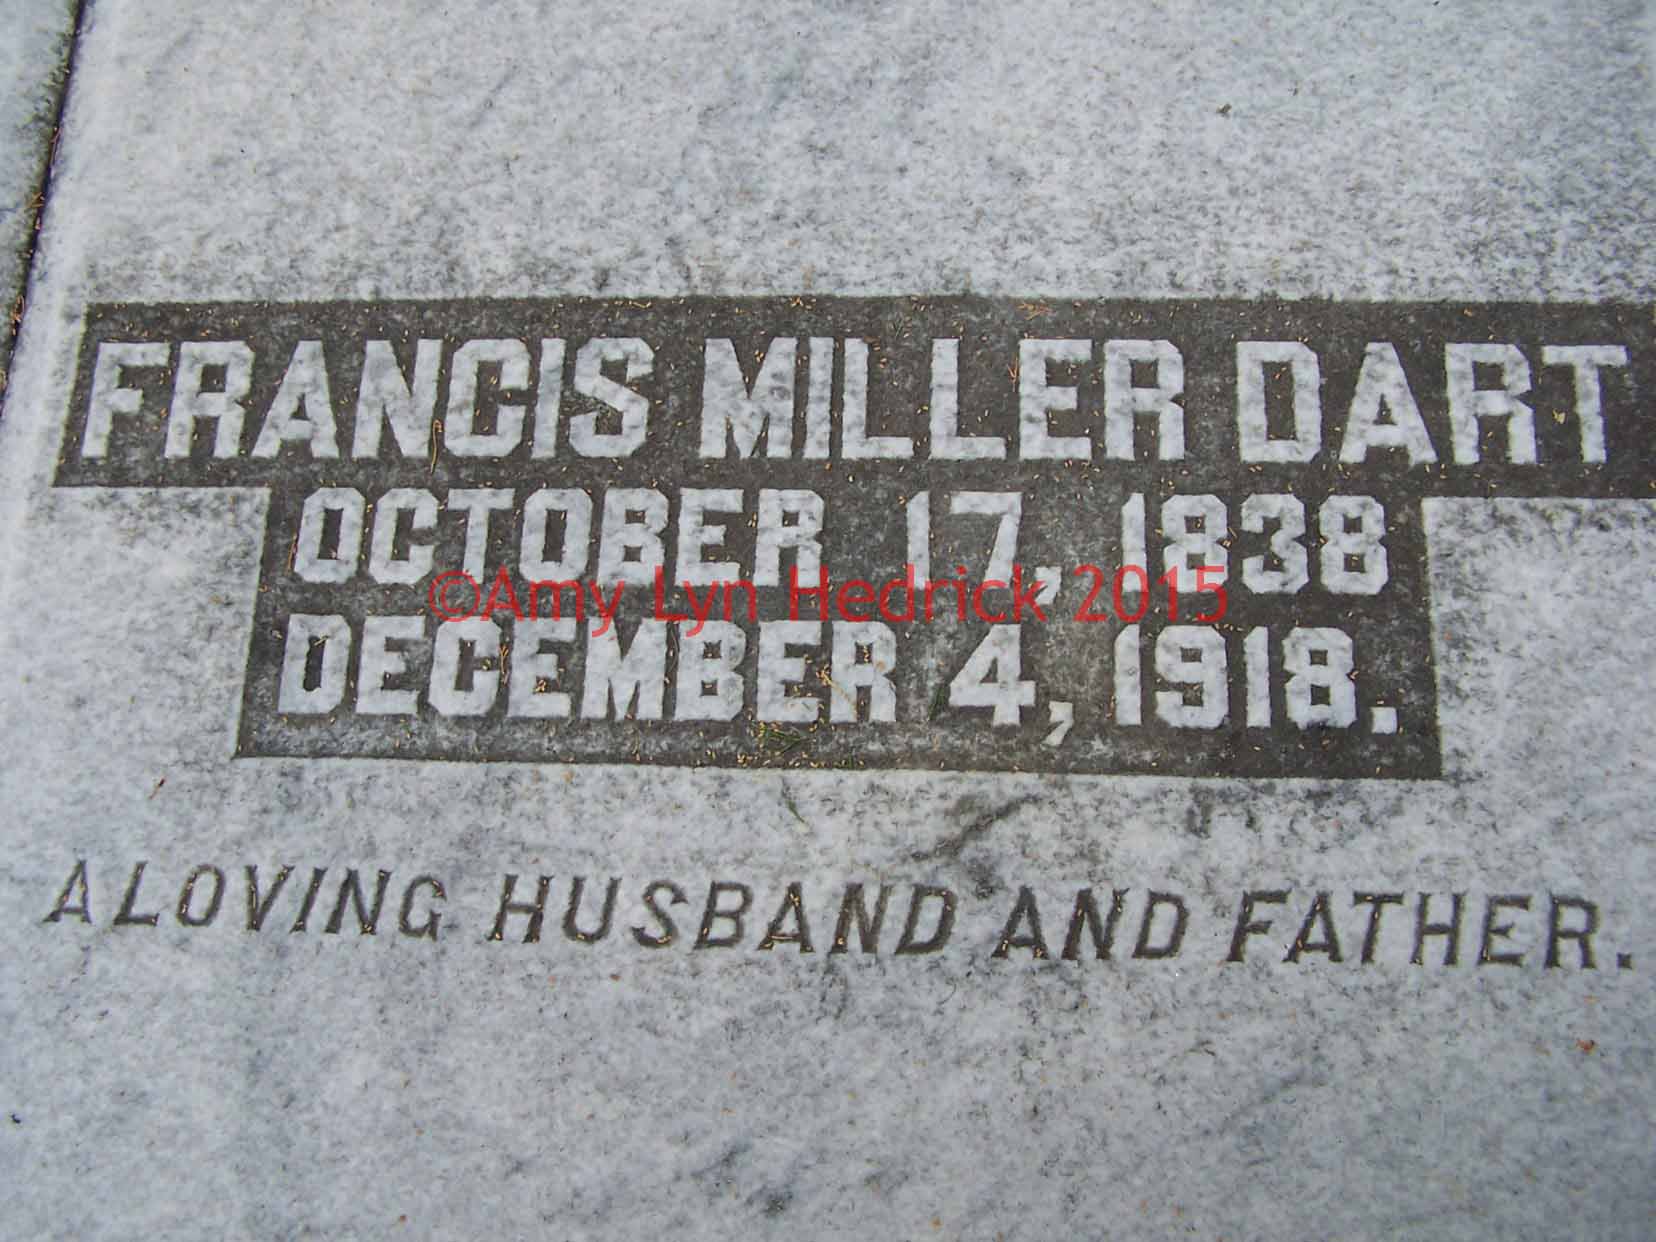 FRANCIS MILLER DART
OCTOBER 17, 1838
©Amy Lyn Hedrick 2015
DECEMBER 4, 1918.
A LOVING HUSBAND AND FATHER.